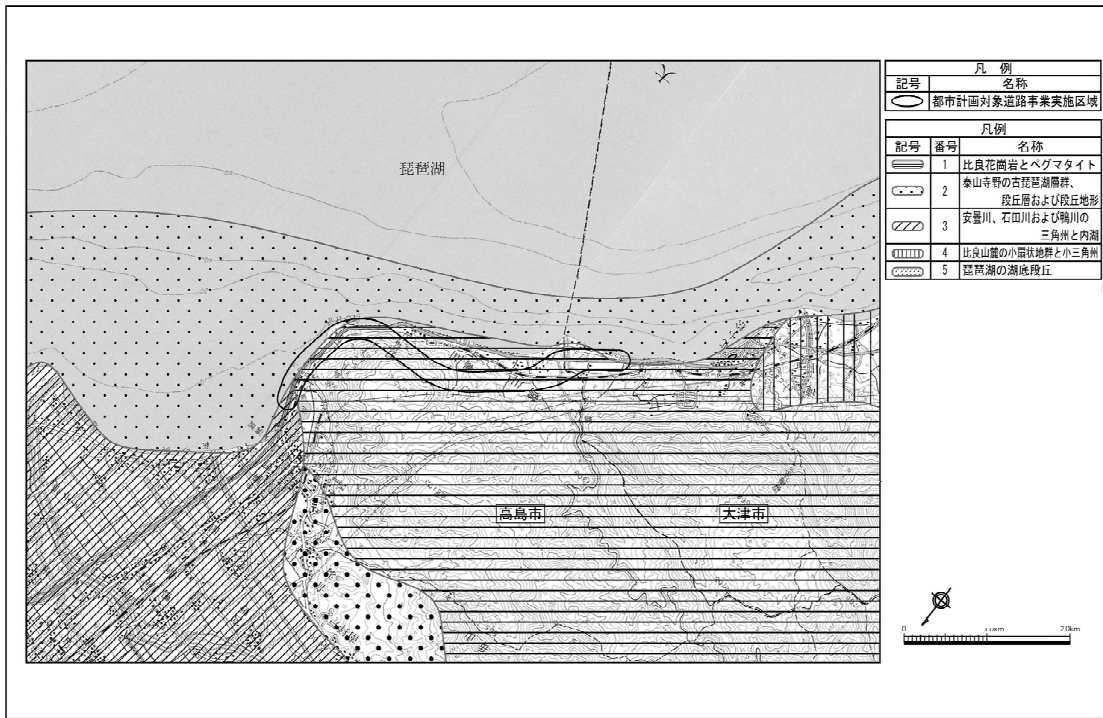 琵琶湖
高島市
大津市
凡 例
記号 名称
都市計画対象道路事業実施区域
凡例
記号 番号 名称
1 比良花崗岩とペグマタイト
2 泰山寺野の古琵琶湖層群、
段丘層および段丘地形
3 安曇川、石田川および鴨川の
三角州と内湖
4 比良山麓の小扇状地群と小三角州
5 琵琶湖の湖底段丘
0 2.0km